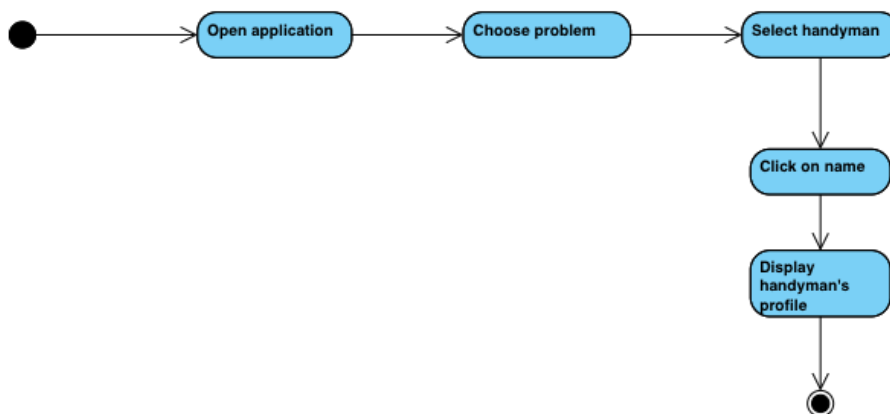 Open application
Choose problem
Select handyman
Click on name
Display
handyman's
profile